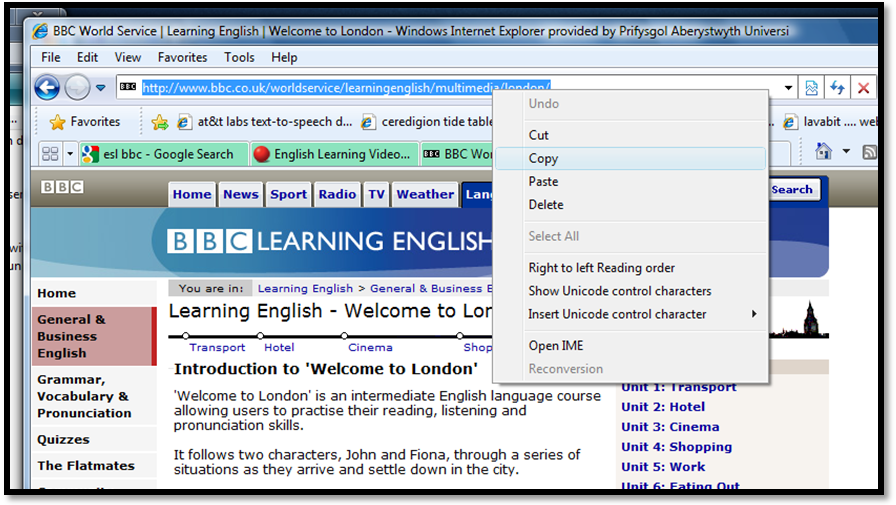 BBC World Service | Learning English | Welcome to London - Windows Internet Explorer provided by Prifysgol Aberystwyth Universi
File Edit View Favorites Tools Help
BBC http://www.bbc.co.uk/worldservice/learningenglish/multimedia/london/
Favorites at&t labs text-to-speech d... ceredigion tide table lavabit .... web
esl bbc - Google Search English Learning Video... BBC Wo
Undo
Cut
Copy
Paste
Delete
Select All
Right to left Reading order
Show Unicode control characters
Insert Unicode control character
Open IME
Reconversion
BBC
Home News Sport Radio TV Weather Lan Search
BBC LEARNING ENGLISH
You are in: Learning English > General & Business E
Learning English - Welcome to Lon
Transport Hotel Cinema Shop
Home
General &
Business
English
Grammar,
Vocabulary &
Pronunciation
Quizzes
The Flatmates
Introduction to 'Welcome to London'
'Welcome to London' is an intermediate English language course
allowing users to practise their reading, listening and
pronunciation skills.
It follows two characters, John and Fiona, through a series of
situations as they arrive and settle down in the city.
Unit 1: Transport
Unit 2: Hotel
Unit 3: Cinema
Unit 4: Shopping
Unit 5: Work
Unit 6: Eating Out